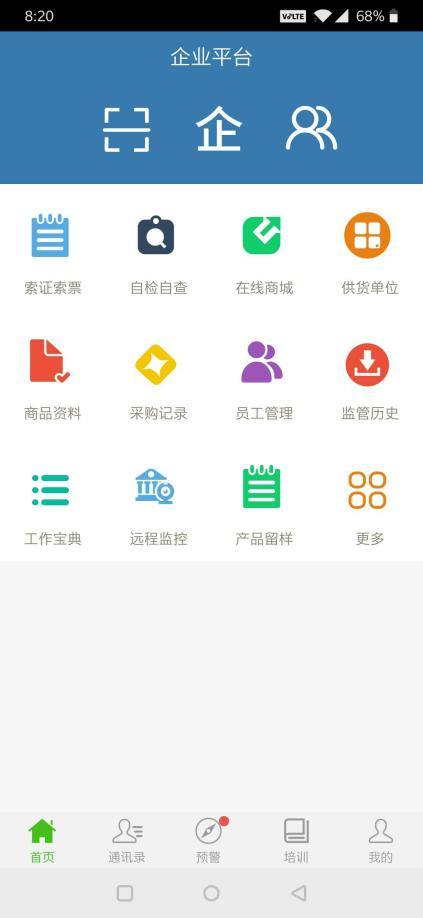 8:20
VoLTE
68%
企业平台
企
索证索票
自检自查
在线商城
供货单位
商品资料
采购记录
员工管理
监管历史
工作宝典
远程监控
产品留样
更多
首页
通讯录
预警
培训
我的